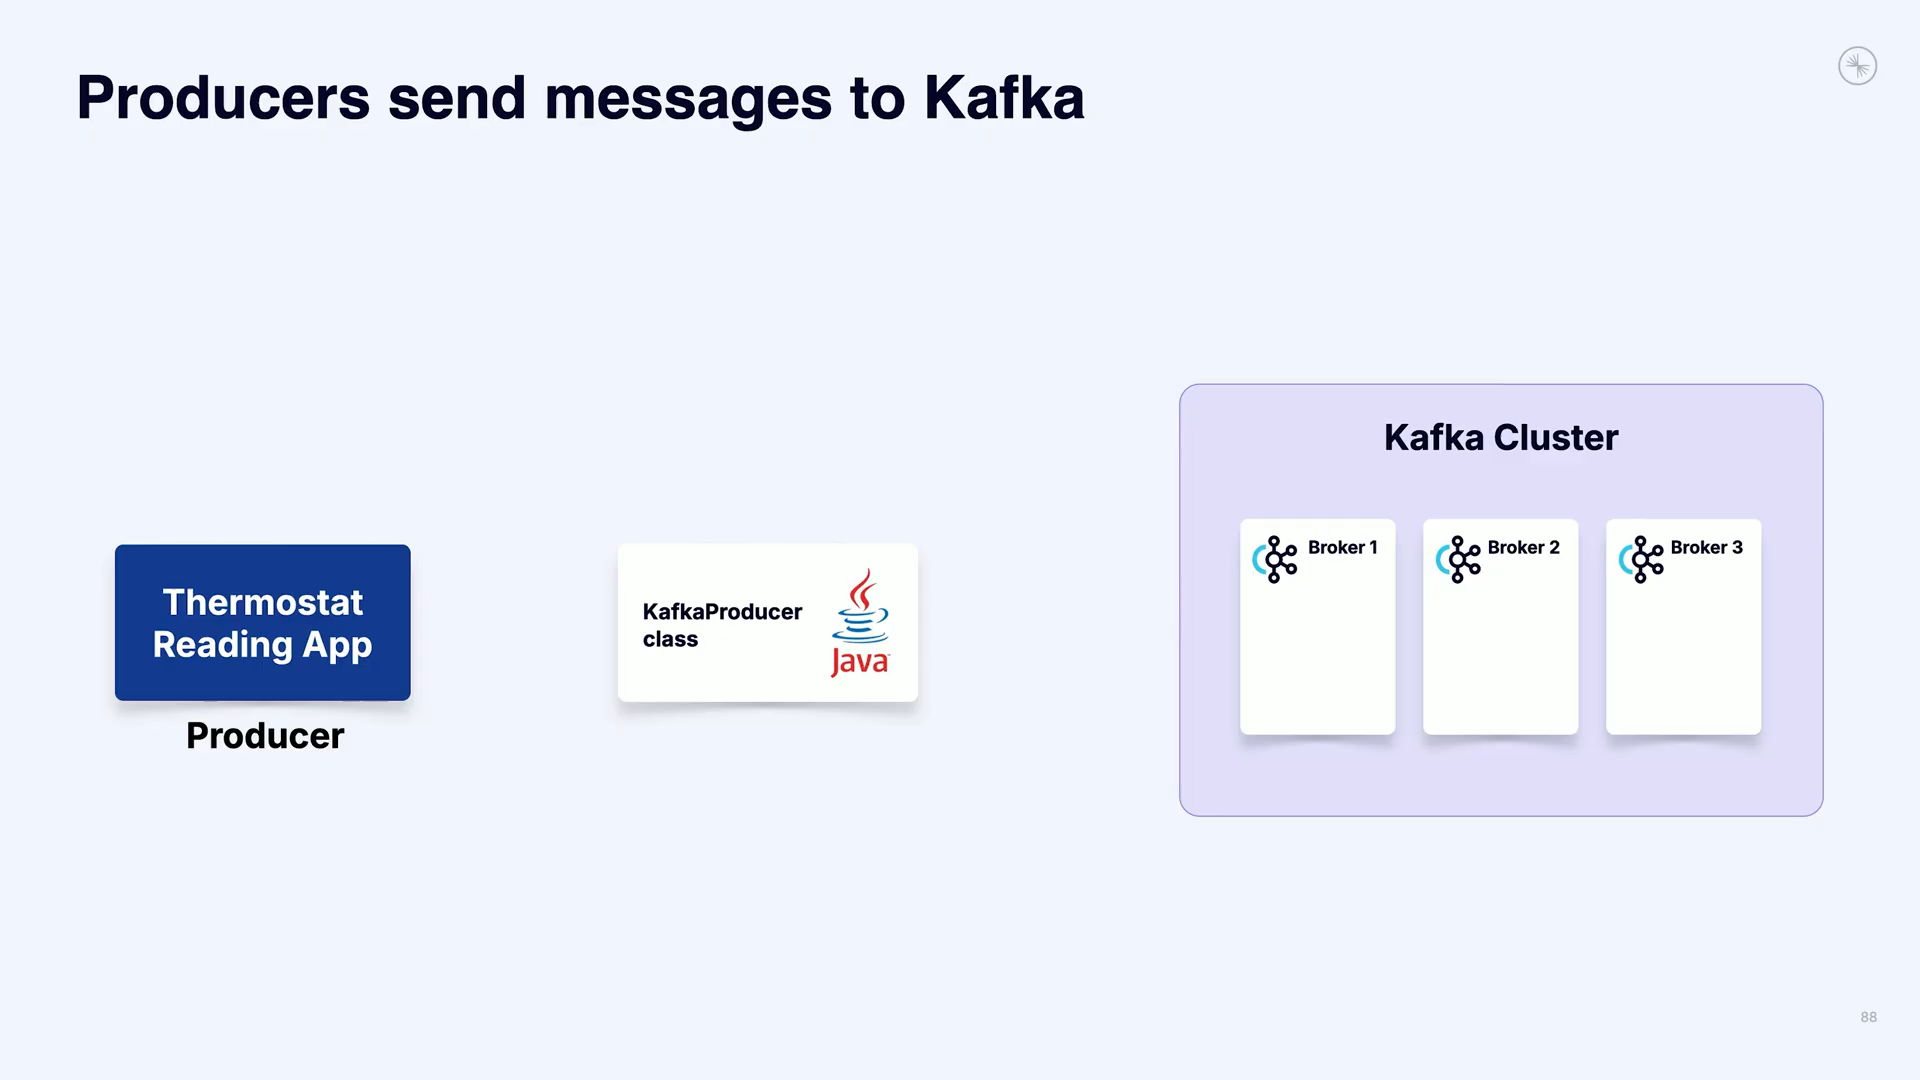 Producers send messages to Kafka
Thermostat
Reading App
Producer
KafkaProducer
class
Java
Kafka Cluster
Broker 1
Broker 2
Broker 3
88